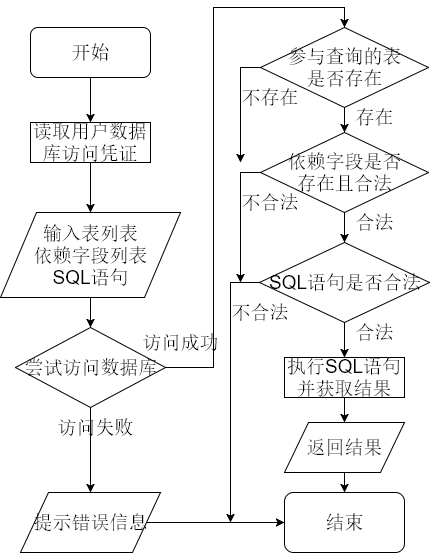 开始
读取用户数据
库访问凭证
输入表列表
依赖字段列表
SQL语句
尝试访问数据库
访问成功
访问失败
提示错误信息
参与查询的表
是否存在
不存在
存在
依赖字段是否
存在且合法
不合法
合法
SQL语句是否合法
不合法
合法
执行SQL语句
并获取结果
返回结果
结束